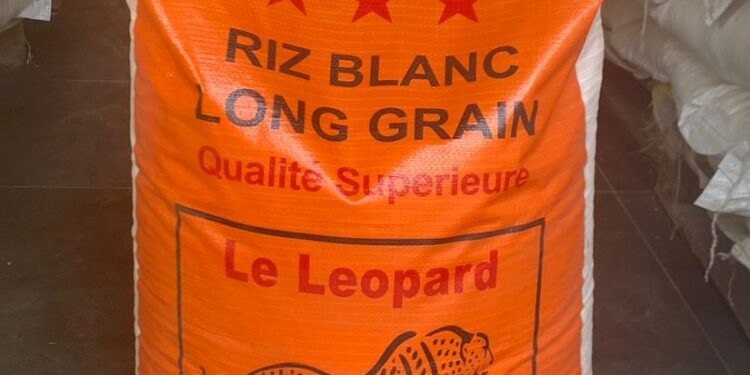 RIZ BLANC
LONG GRAIN
Qualité Superieure
Le Leopard